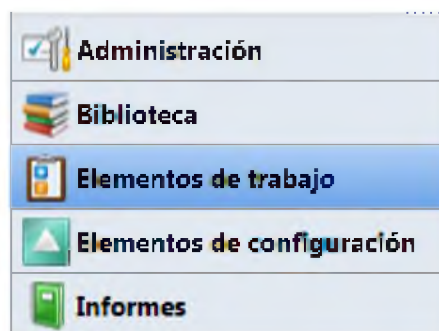 Administración
Biblioteca
Elementos de trabajo
Elementos de configuración
Informes